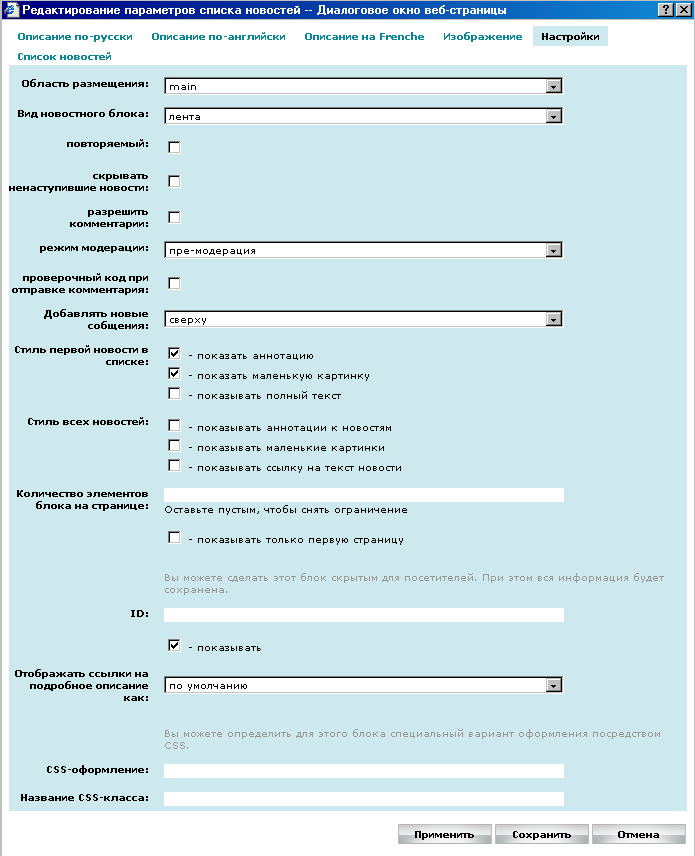 Редактирование параметров списка новостей -- Диалоговое окно веб-страницы
Описание по-русски Описание по-английски Описание на Frenche Изображение Настройки
Список новостей
Область размещения: main
Вид новостного блока: лента
повторяемый:
скрывать
ненаступившие новости:
разрешить
комментарии:
режим модерации: пре-модерация
проверочный код при
отправке комментария:
Добавлять новые
собщения: сверху
Стиль первой новости в
списке:
- показать аннотацию
- показать маленькую картинку
- показывать полный текст
Стиль всех новостей:
- показывать аннотации к новостям
- показывать маленькие картинки
- показывать ссылку на текст новости
Количество элементов
блока на странице:
Оставьте пустым, чтобы снять ограничение
- показывать только первую страницу
Вы можете сделать этот блок скрытым для посетителей. При этом вся информация будет
сохранена.
ID:
- показывать
Отображать ссылки на
подробное описание
как: по умолчанию
Вы можете определить для этого блока специальный вариант оформления посредством
CSS.
CSS-оформление:
Название CSS-класса:
Применить Сохранить Отмена